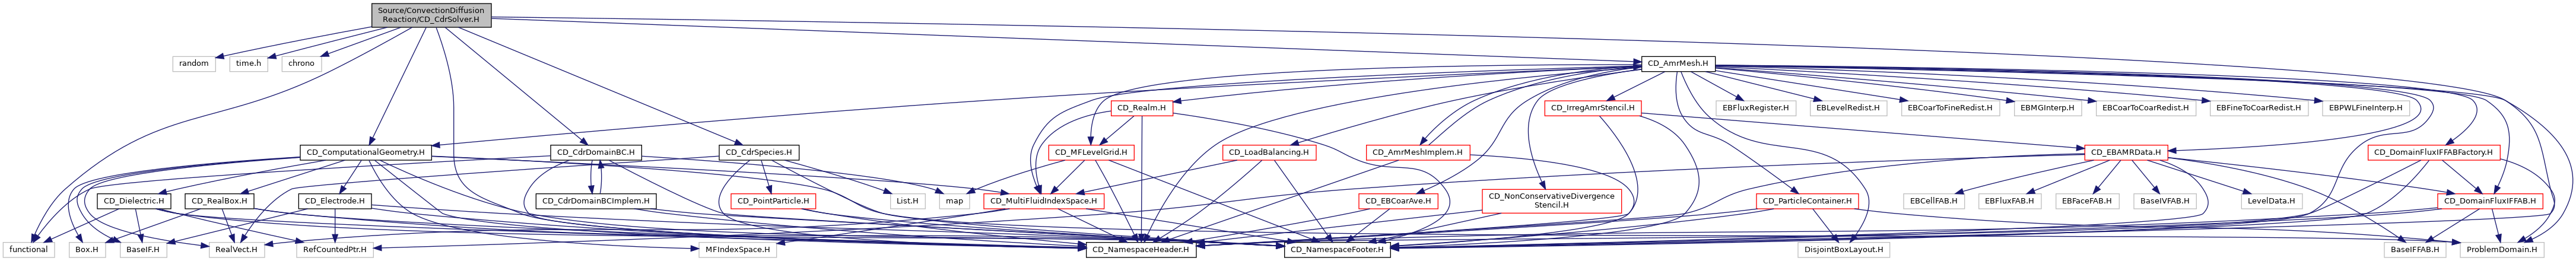 Source/ConvectionDiffusion
Reaction/CD_CdrSolver.H
random
time.h
chrono
CD_AmrMesh.H
CD_Realm.H
CD_IrregAmrStencil.H
EBFluxRegister.H
EBLevelRedist.H
EBCoarToFineRedist.H
EBMGInterp.H
EBCoarToCoarRedist.H
EBFineToCoarRedist.H
EBPWLFineInterp.H
CD_ComputationalGeometry.H
CD_CdrDomainBC.H
CD_CdrSpecies.H
CD_MFLevelGrid.H
CD_LoadBalancing.H
CD_AmrMeshImplem.H
CD_EBAMRData.H
CD_DomainFluxIFFABFactory.H
CD_Dielectric.H
CD_RealBox.H
CD_Electrode.H
CD_CdrDomainBCImplem.H
CD_PointParticle.H
List.H
map
CD_MultiFluidIndexSpace.H
CD_EBCoarAve.H
CD_NonConservativeDivergence
Stencil.H
CD_ParticleContainer.H
EBCellFAB.H
EBFluxFAB.H
EBFaceFAB.H
BaseIVFAB.H
LevelData.H
CD_DomainFluxIFFAB.H
functional
Box.H
BaseIF.H
RealVect.H
RefCountedPtr.H
MFIndexSpace.H
CD_NamespaceHeader.H
CD_NamespaceFooter.H
DisjointBoxLayout.H
BaseIFFAB.H
ProblemDomain.H